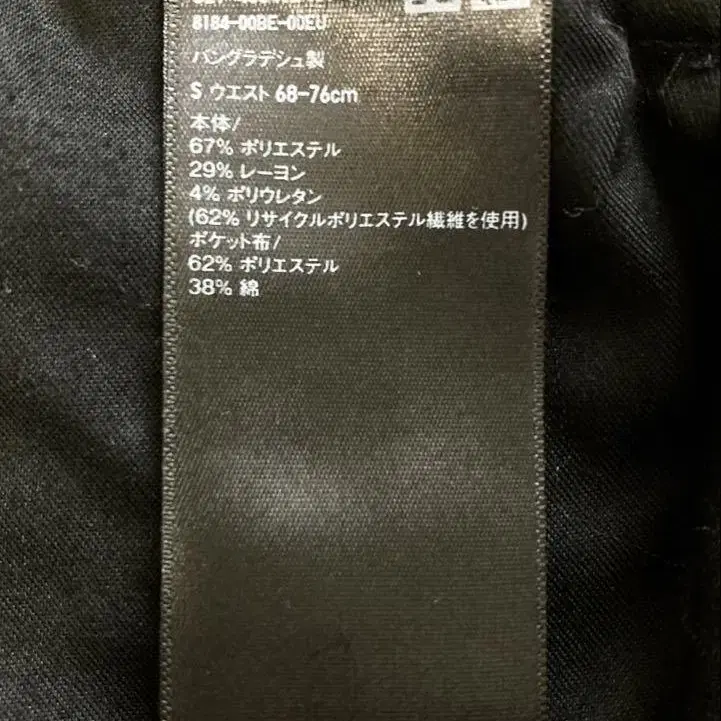 8184-00BE-00EU
バングラデシュ製
S ウエスト 68-76cm
本体/
67% ポリエステル
29% レーヨン
4% ポリウレタン
(62% リサイクルポリエステル繊維を使用)
ポケット布/
62% ポリエステル
38% 綿